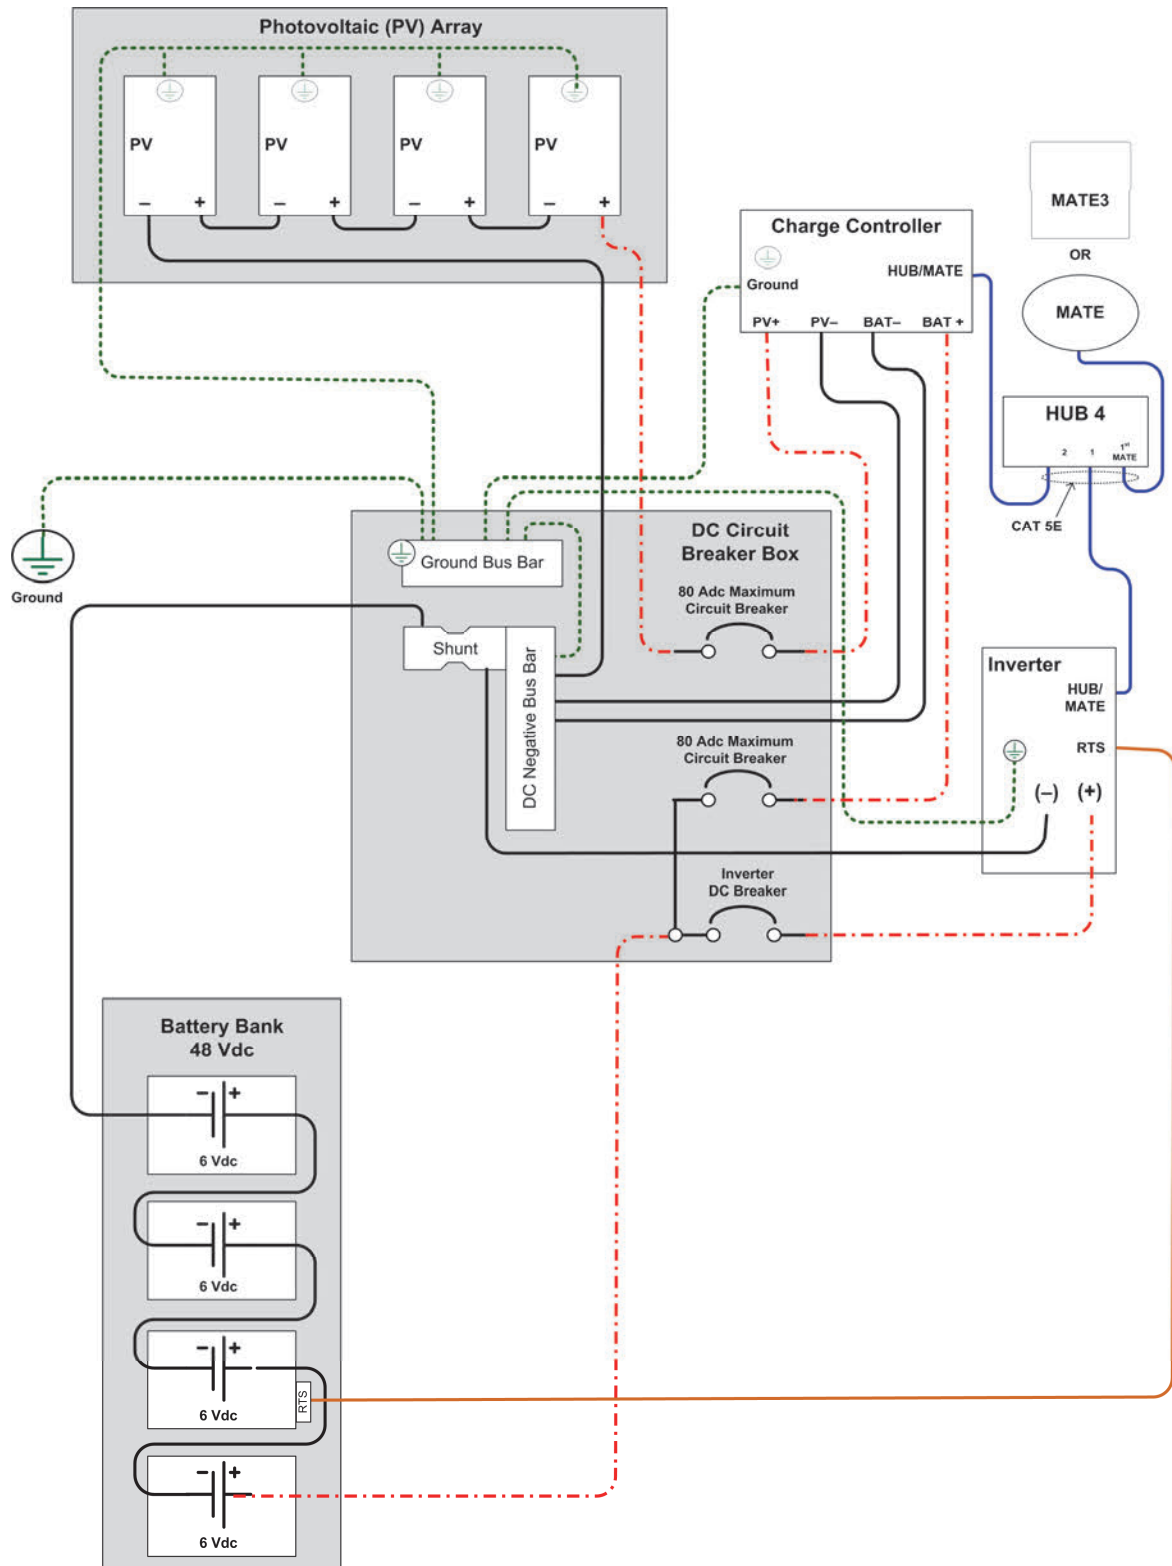 Photovoltaic (PV) Array
PV
PV
PV
PV
– +
– +
– +
– +
Charge Controller
HUB/MATE
Ground
PV+ PV– BAT– BAT +
MATE3
OR
MATE
HUB 4
2 1 1st
MATE
CAT 5E
Ground
DC Circuit
Breaker Box
Ground Bus Bar
80 Adc Maximum
Circuit Breaker
Shunt
DC Negative Bus Bar
80 Adc Maximum
Circuit Breaker
Inverter
DC Breaker
Inverter
HUB/
MATE
RTS
(–) (+)
Battery Bank
48 Vdc
– +
6 Vdc
– +
6 Vdc
– +
6 Vdc
RTS
– +
6 Vdc